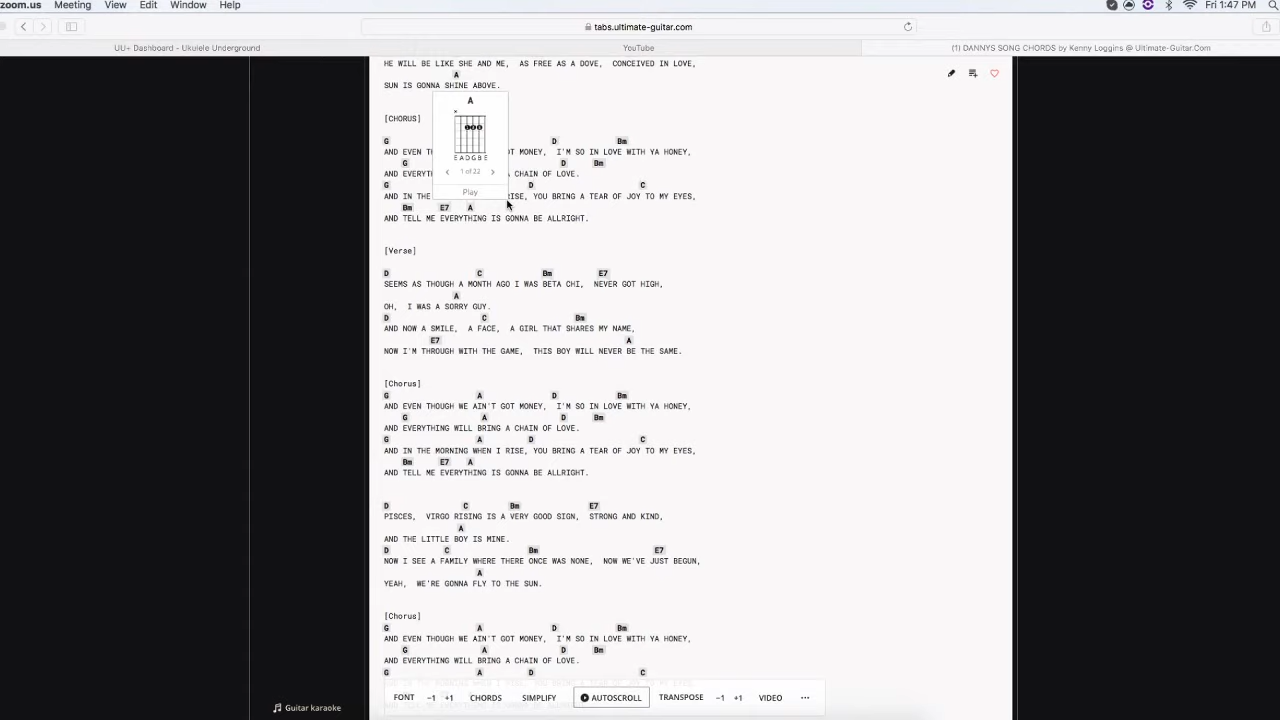 zoom.us Meeting View Edit Window Help Fri 1:47 PM
tabs.ultimate-guitar.com
UU+ Dashboard - Ukulele Underground YouTube (1) DANNYS SONG CHORDS by Kenny Loggins @ Ultimate-Guitar.Com
HE WILL BE LIKE SHE AND ME, AS FREE AS A DOVE, CONCEIVED IN LOVE,
A
SUN IS GONNA SHINE ABOVE.
A
[CHORUS]
G D Bm
AND EVEN TH OT MONEY, I'M SO IN LOVE WITH YA HONEY,
G D Bm
E A D G B E
AND EVERYTH A CHAIN OF LOVE.
1 of 22
G D C
Play
AND IN THE RISE, YOU BRING A TEAR OF JOY TO MY EYES,
Bm E7 A
AND TELL ME EVERYTHING IS GONNA BE ALLRIGHT.
[Verse]
D C Bm E7
SEEMS AS THOUGH A MONTH AGO I WAS BETA CHI, NEVER GOT HIGH,
A
OH, I WAS A SORRY GUY.
D C Bm
AND NOW A SMILE, A FACE, A GIRL THAT SHARES MY NAME,
E7 A
NOW I'M THROUGH WITH THE GAME, THIS BOY WILL NEVER BE THE SAME.
[Chorus]
G A D Bm
AND EVEN THOUGH WE AIN'T GOT MONEY, I'M SO IN LOVE WITH YA HONEY,
G A D Bm
AND EVERYTHING WILL BRING A CHAIN OF LOVE.
G A D C
AND IN THE MORNING WHEN I RISE, YOU BRING A TEAR OF JOY TO MY EYES,
Bm E7 A
AND TELL ME EVERYTHING IS GONNA BE ALLRIGHT.
D C Bm E7
PISCES, VIRGO RISING IS A VERY GOOD SIGN, STRONG AND KIND,
A
AND THE LITTLE BOY IS MINE.
D C Bm E7
NOW I SEE A FAMILY WHERE THERE ONCE WAS NONE, NOW WE'VE JUST BEGUN,
A
YEAH, WE'RE GONNA FLY TO THE SUN.
[Chorus]
G A D Bm
AND EVEN THOUGH WE AIN'T GOT MONEY, I'M SO IN LOVE WITH YA HONEY,
G A D Bm
AND EVERYTHING WILL BRING A CHAIN OF LOVE.
G A D C
FONT −1 +1 CHORDS SIMPLIFY AUTOSCROLL TRANSPOSE −1 +1 VIDEO
Guitar karaoke